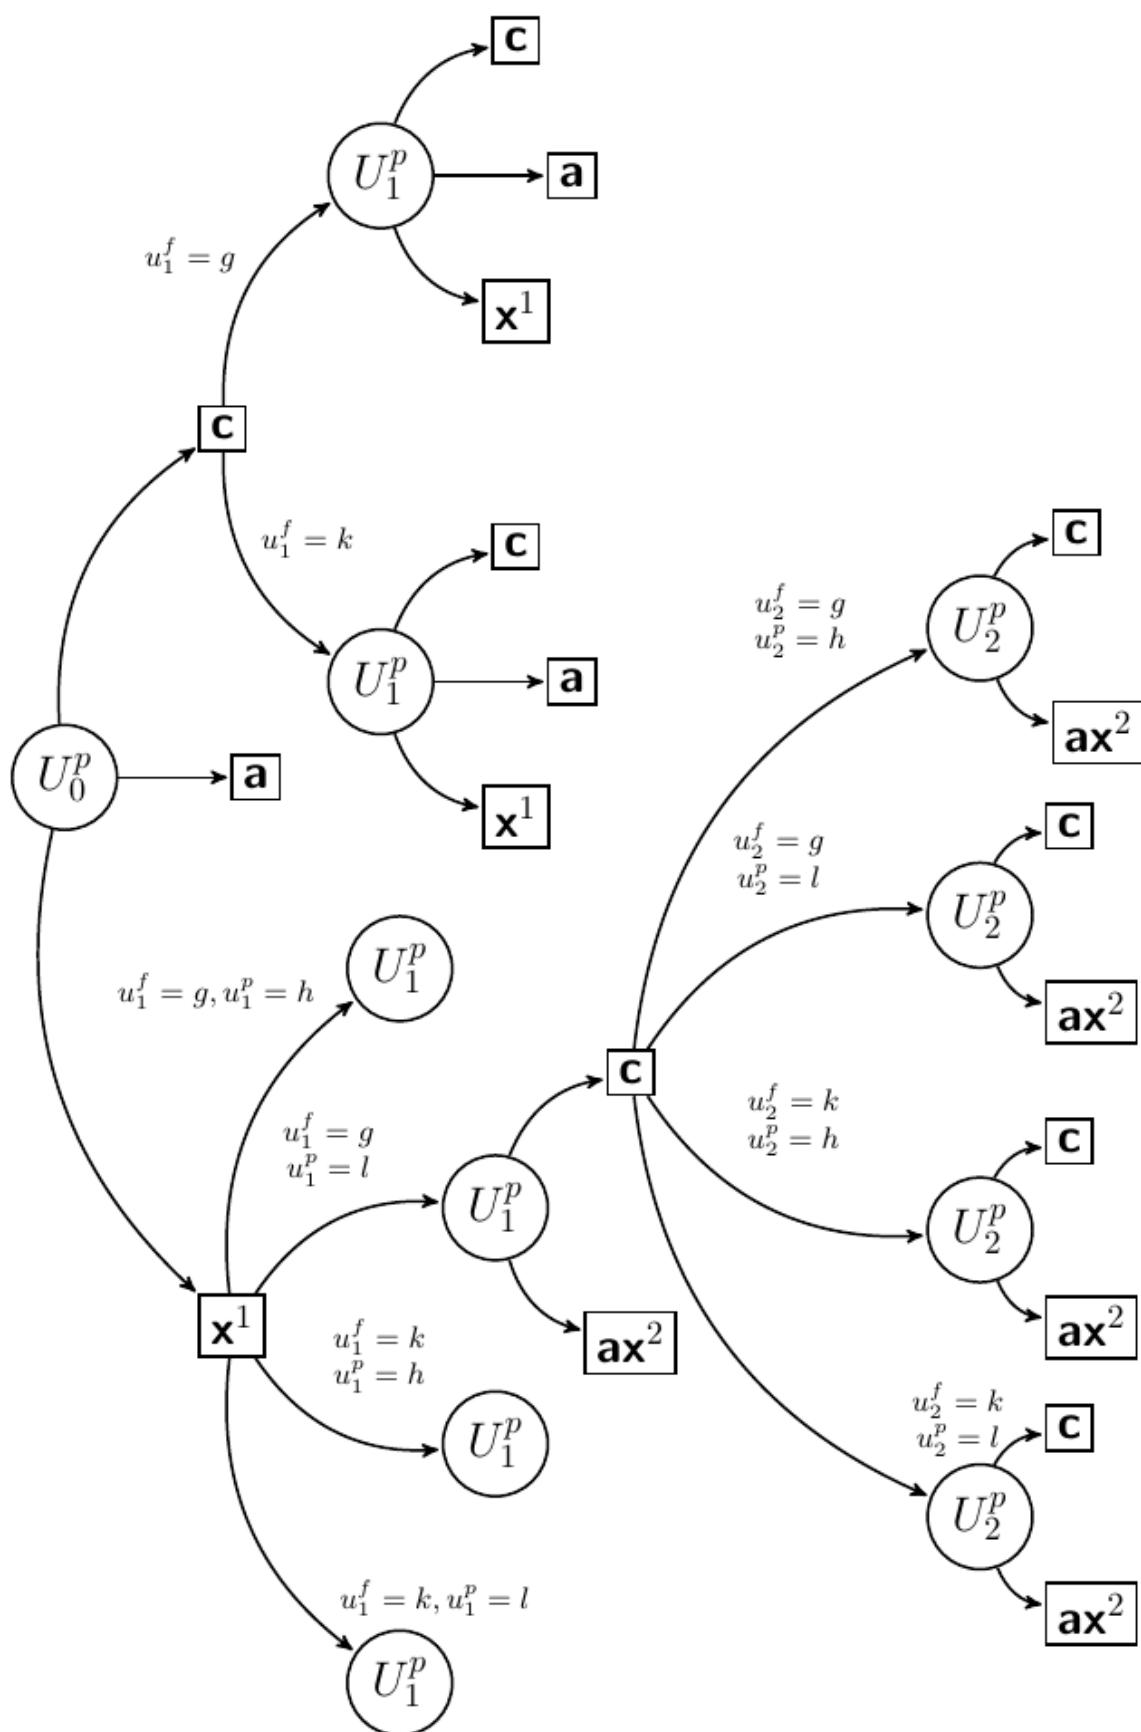 c
U_1^p
a
u_1^f = g
x^1
c
u_1^f = k
c
U_1^p
a
x^1
U_0^p
a
u_1^f = g, u_1^p = h
U_1^p
u_1^f = g
u_1^p = l
U_1^p
x^1
ax^2
u_1^f = k
u_1^p = h
U_1^p
u_1^f = k, u_1^p = l
U_1^p
c
u_2^f = g
u_2^p = h
c
U_2^p
ax^2
u_2^f = g
u_2^p = l
c
U_2^p
ax^2
u_2^f = k
u_2^p = h
c
U_2^p
ax^2
u_2^f = k
u_2^p = l
c
U_2^p
ax^2